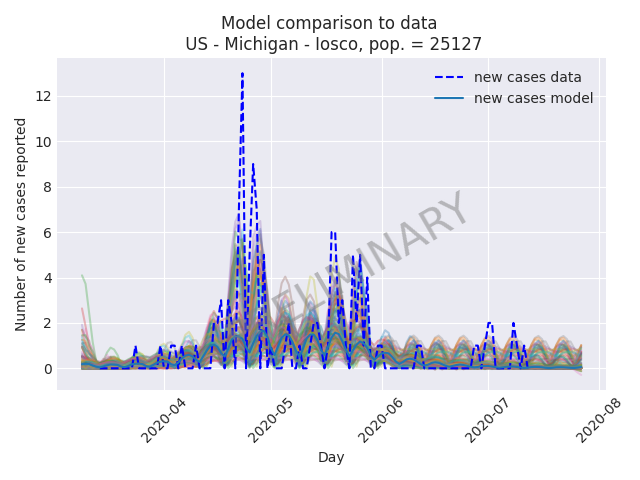 Model comparison to data
US - Michigan - Iosco, pop. = 25127
new cases data
new cases model
Number of new cases reported
12
10
8
6
4
2
0
2020-04
2020-05
2020-06
2020-07
2020-08
Day